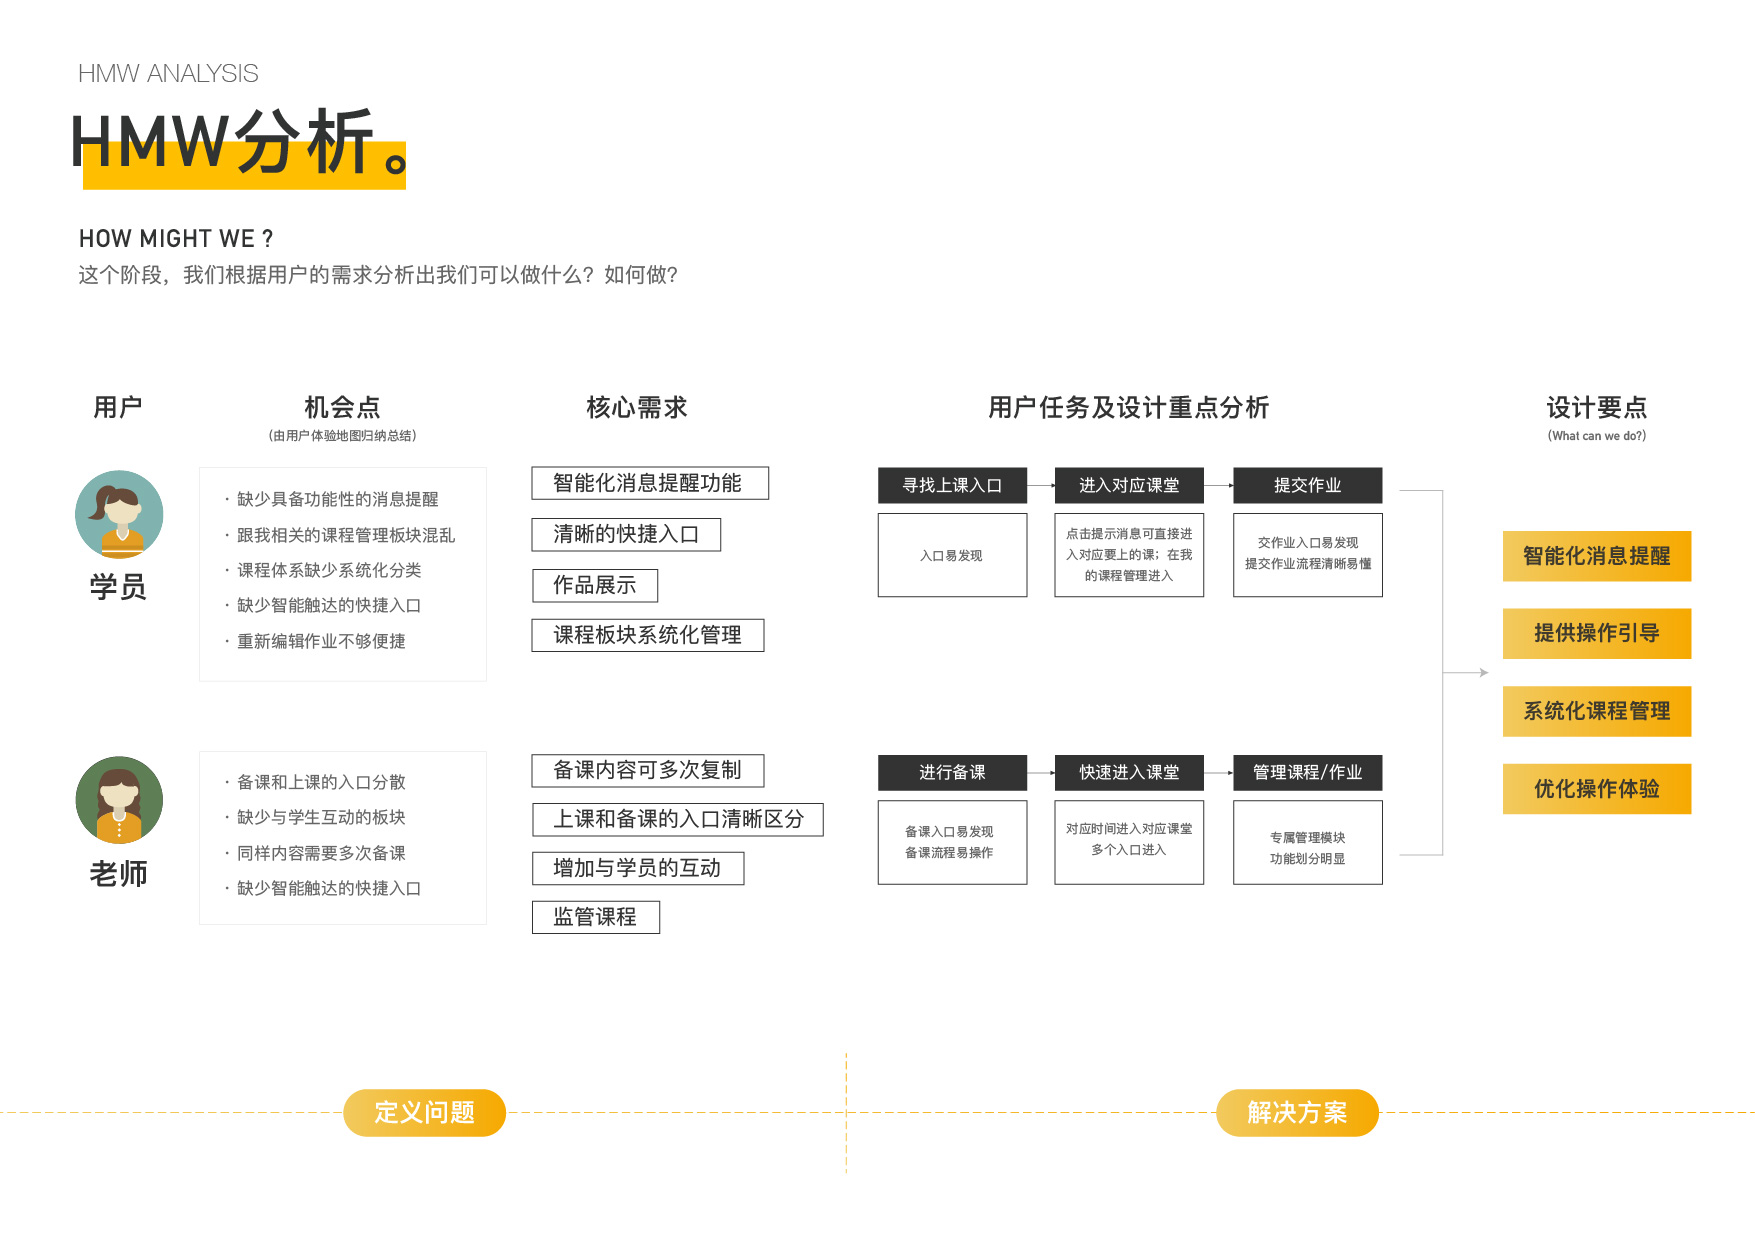 HMW ANALYSIS
HMW分析。
HOW MIGHT WE ?
这个阶段，我们根据用户的需求分析出我们可以做什么？如何做?
用户
机会点
(由用户体验地图归纳总结)
核心需求
用户任务及设计重点分析
设计要点
(What can we do?)
学员
· 缺少具备功能性的消息提醒
· 跟我相关的课程管理板块混乱
· 课程体系缺少系统化分类
· 缺少智能触达的快捷入口
· 重新编辑作业不够便捷
智能化消息提醒功能
清晰的快捷入口
作品展示
课程板块系统化管理
寻找上课入口
入口易发现
进入对应课堂
点击提示消息可直接进
入对应要上的课；在我
的课程管理进入
提交作业
交作业入口易发现
提交作业流程清晰易懂
老师
· 备课和上课的入口分散
· 缺少与学生互动的板块
· 同样内容需要多次备课
· 缺少智能触达的快捷入口
备课内容可多次复制
上课和备课的入口清晰区分
增加与学员的互动
监管课程
进行备课
备课入口易发现
备课流程易操作
快速进入课堂
对应时间进入对应课堂
多个入口进入
管理课程/作业
专属管理模块
功能划分明显
智能化消息提醒
提供操作引导
系统化课程管理
优化操作体验
定义问题
解决方案